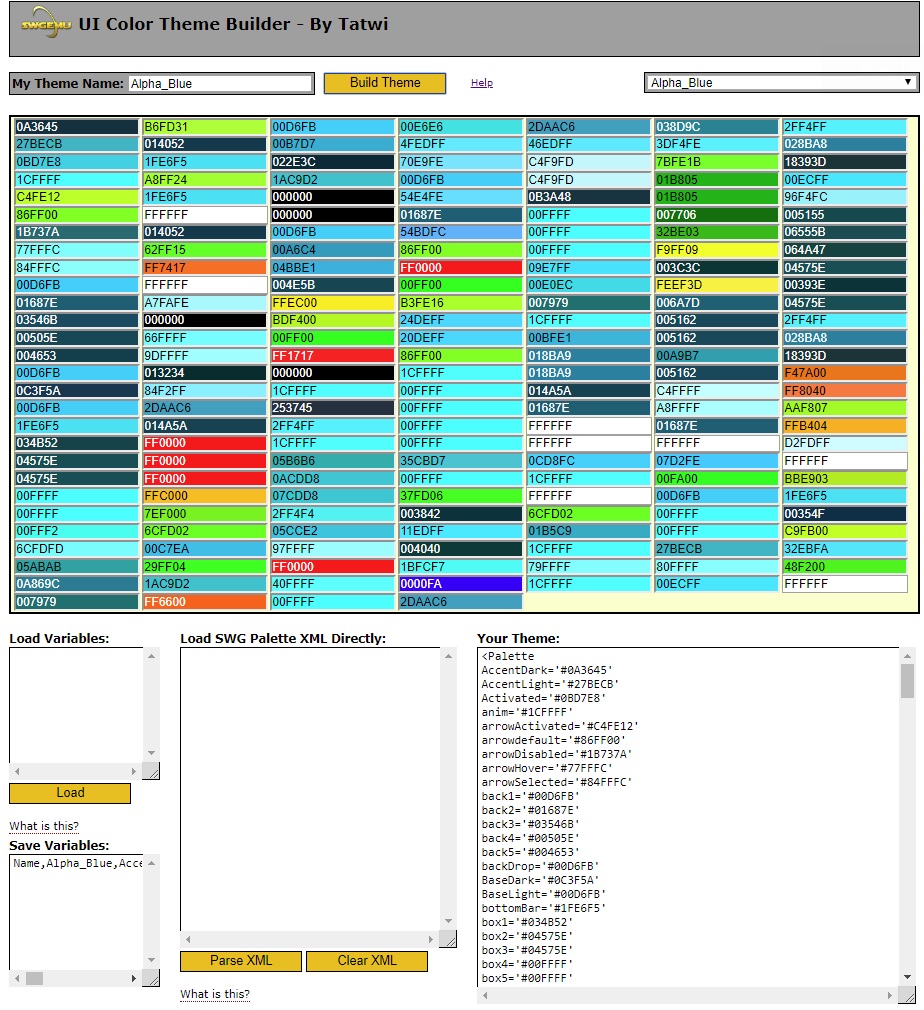 SWGEMU UI Color Theme Builder - By Tatwi
My Theme Name: Alpha_Blue Build Theme Help Alpha_Blue
0A3645 B6FD31 00D6FB 00E6E6 2DAAC6 038D9C 2FF4FF
27BECB 014052 00B7D7 4FEDFF 46EDFF 3DF4FE 028BA8
0BD7E8 1FE6F5 022E3C 70E9FE C4F9FD 7BFE1B 18393D
1CFFFF A8FF24 1AC9D2 00D6FB C4F9FD 01B805 00ECFF
C4FE12 1FE6F5 000000 54E4FE 0B3A48 01B805 96F4FC
86FF00 FFFFFF 000000 01687E 00FFFF 007706 005155
1B737A 014052 00D6FB 54BDFC 00FFFF 32BE03 06555B
77FFFC 62FF15 00A6C4 86FF00 00FFFF F9FF09 064A47
84FFFC FF7417 04BBE1 FF0000 09E7FF 003C3C 04575E
00D6FB FFFFFF 004E5B 00FF00 00E0EC FEEF3D 00393E
01687E A7FAFE FFEC00 B3FE16 007979 006A7D 04575E
03546B 000000 BDF400 24DEFF 1CFFFF 005162 2FF4FF
00505E 66FFFF 00FF00 20DEFF 00BFE1 005162 028BA8
004653 9DFFFF FF1717 86FF00 018BA9 00A9B7 18393D
00D6FB 013234 000000 1CFFFF 018BA9 005162 F47A00
0C3F5A 84F2FF 1CFFFF 00FFFF 014A5A C4FFFF FF8040
00D6FB 2DAAC6 253745 00FFFF 01687E A8FFFF AAF807
1FE6F5 014A5A 2FF4FF 00FFFF FFFFFF 01687E FFB404
034B52 FF0000 1CFFFF 00FFFF FFFFFF FFFFFF D2FDFF
04575E FF0000 05B6B6 35CBD7 0CD8FC 07D2FE FFFFFF
04575E FF0000 0ACDD8 00FFFF 1CFFFF 00FA00 BBE903
00FFFF FFC000 07CDD8 37FD06 FFFFFF 00D6FB 1FE6F5
00FFFF 7EF000 2FF4F4 003842 6CFD02 00FFFF 00354F
00FFF2 6CFD02 05CCE2 11EDFF 01B5C9 00FFFF C9FB00
6CFDFD 00C7EA 97FFFF 004040 1CFFFF 27BECB 32EBFA
05ABAB 29FF04 FF0000 1BFCF7 79FFFF 80FFFF 48F200
0A869C 1AC9D2 40FFFF 0000FA 1CFFFF 00ECFF FFFFFF
007979 FF6600 00FFFF 2DAAC6
Load Variables:
Load
What is this?
Save Variables:
Name,Alpha_Blue,Acce
Load SWG Palette XML Directly:
Parse XML Clear XML
What is this?
Your Theme:
<Palette
AccentDark='#0A3645'
AccentLight='#27BECB'
Activated='#0BD7E8'
anim='#1CFFFF'
arrowActivated='#C4FE12'
arrowdefault='#86FF00'
arrowDisabled='#1B737A'
arrowHover='#77FFFC'
arrowSelected='#84FFFC'
back1='#00D6FB'
back2='#01687E'
back3='#03546B'
back4='#00505E'
back5='#004653'
backDrop='#00D6FB'
BaseDark='#0C3F5A'
BaseLight='#00D6FB'
bottomBar='#1FE6F5'
box1='#034B52'
box2='#04575E'
box3='#04575E'
box4='#00FFFF'
box5='#00FFFF'